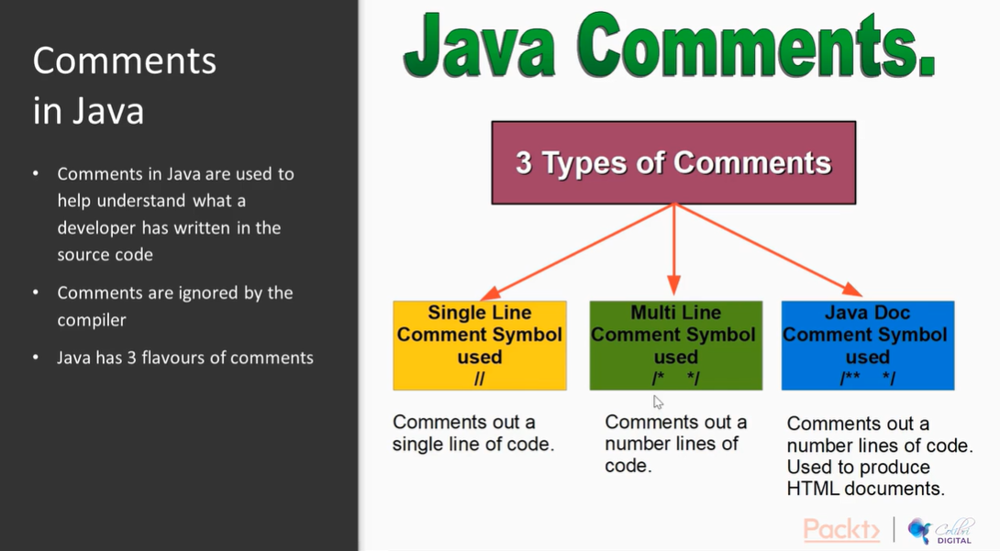 Comments
in Java
• Comments in Java are used to
help understand what a
developer has written in the
source code
• Comments are ignored by the
compiler
• Java has 3 flavours of comments
Java Comments.
3 Types of Comments
Single Line
Comment Symbol
used
//
Comments out a
single line of code.
Multi Line
Comment Symbol
used
/* */
Comments out a
number lines of
code.
Java Doc
Comment Symbol
used
/** */
Comments out a
number lines of code.
Used to produce
HTML documents.
Packt>
Colibri
DIGITAL